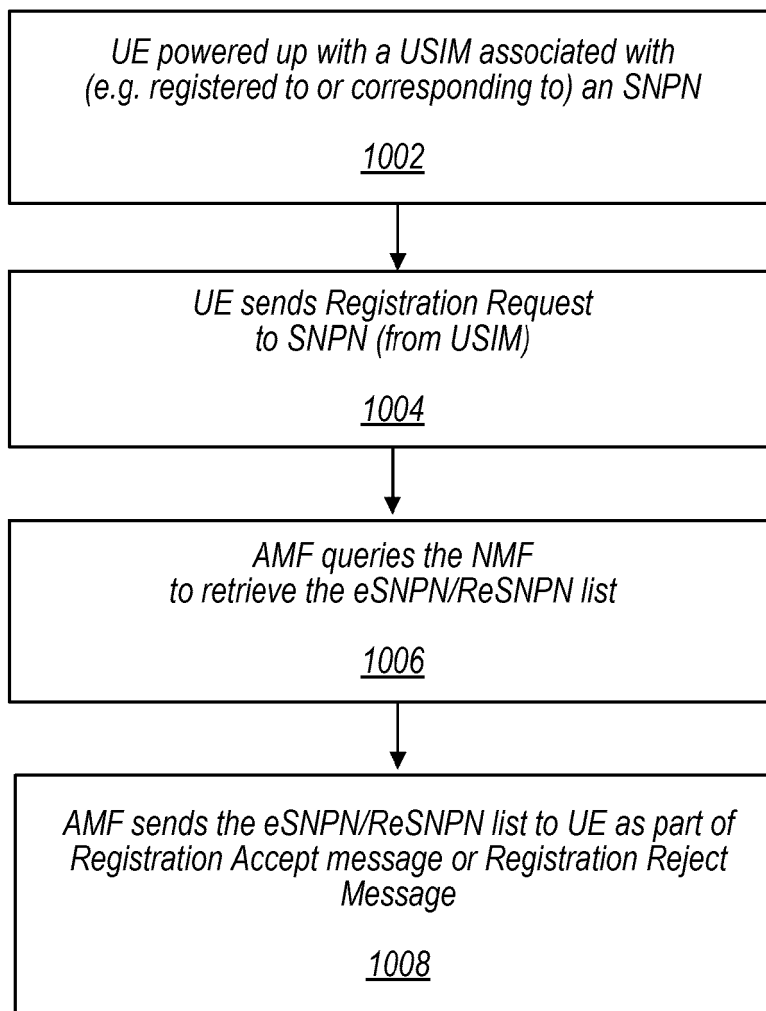 UE powered up with a USIM associated with
(e.g. registered to or corresponding to) an SNPN
1002
UE sends Registration Request
to SNPN (from USIM)
1004
AMF queries the NMF
to retrieve the eSNPN/ReSNPN list
1006
AMF sends the eSNPN/ReSNPN list to UE as part of
Registration Accept message or Registration Reject
Message
1008